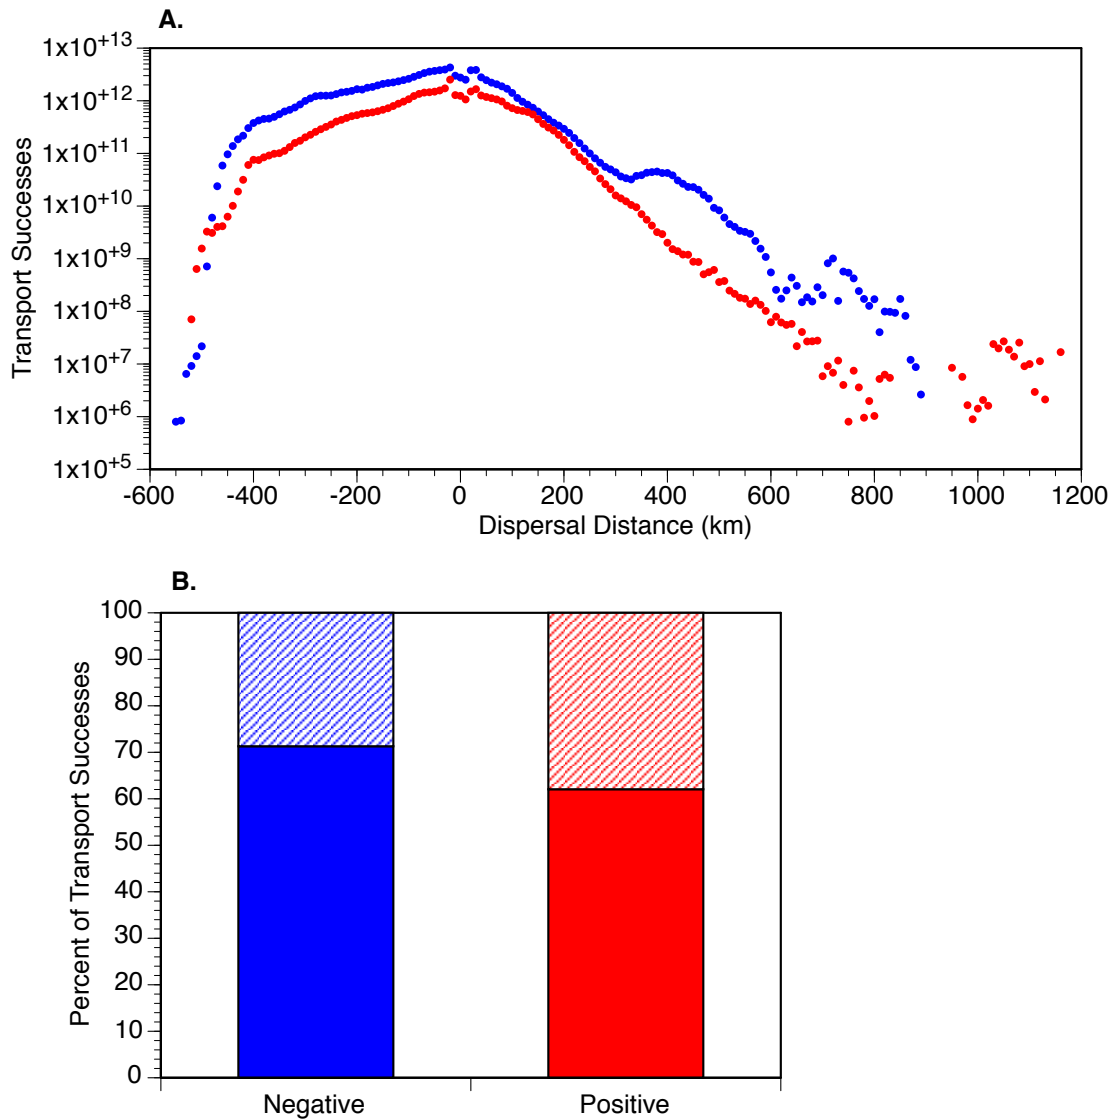 A.
1x10+13
1x10+12
1x10+11
1x10+10
1x10+9
1x10+8
1x10+7
1x10+6
1x10+5
Transport Successes
-600 -400 -200 0 200 400 600 800 1000 1200
Dispersal Distance (km)
B.
100
90
80
70
60
50
40
30
20
10
0
Percent of Transport Successes
Negative Positive